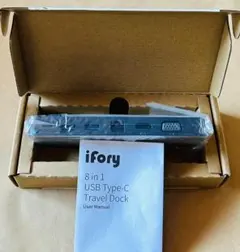 iFory
8 in 1
USB Type-C
Travel Dock
User Manual